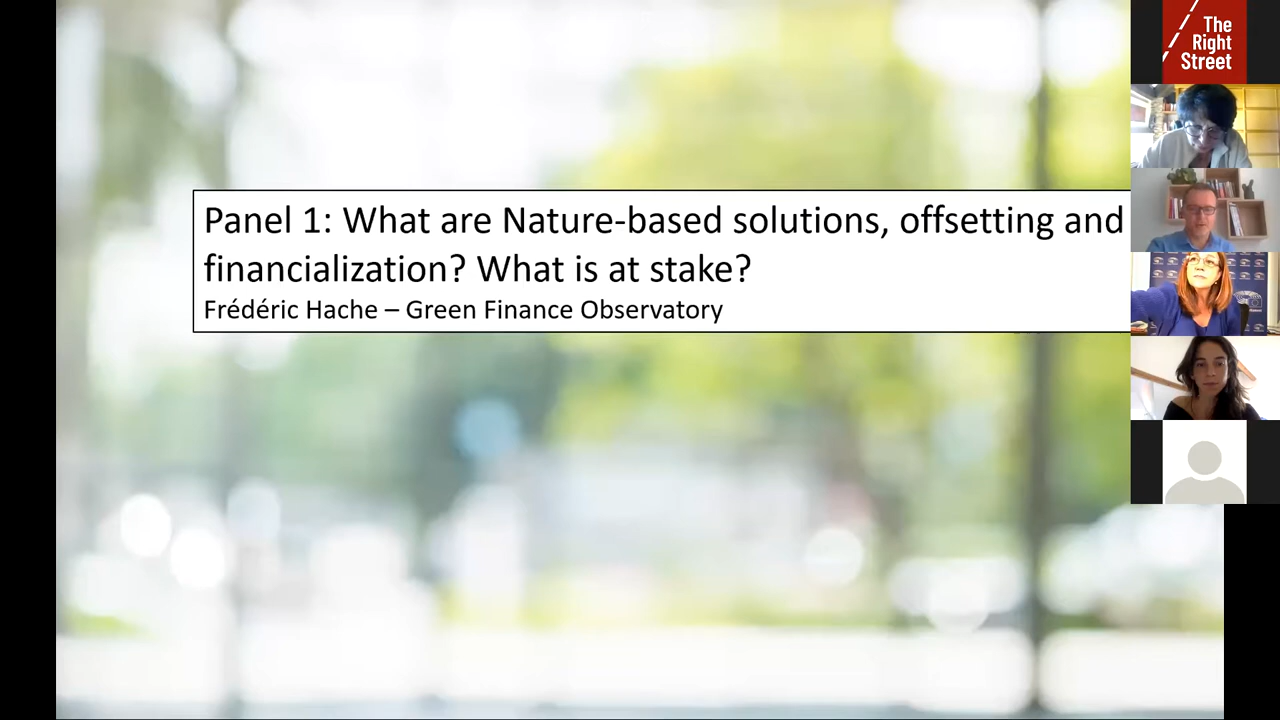 Panel 1: What are Nature-based solutions, offsetting and
financialization? What is at stake?
Frédéric Hache – Green Finance Observatory
The
Right
Street